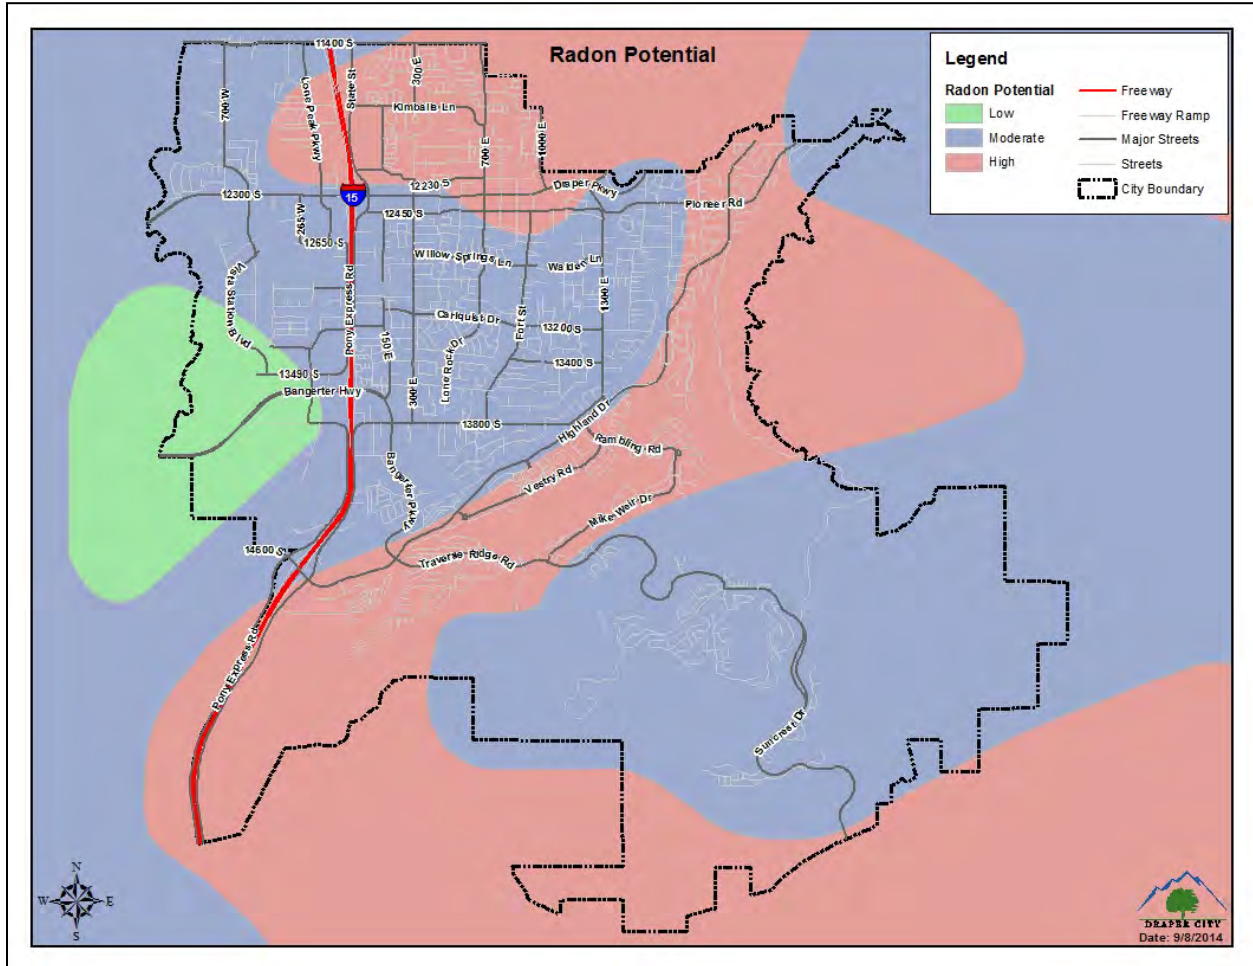 Radon Potential
Legend
Radon Potential
Low
Moderate
High
Freeway
Freeway Ramp
Major Streets
Streets
City Boundary
11400 S
700 W
Lone Peak Pkwy
State St
300 E
Kimballs Ln
700 E
1000 E
12300 S
15
12230 S
Draper Pkwy
Pioneer Rd
265 W
12450 S
12650 S
Willow Springs Ln
Walden Ln
Vista Station Blvd
Pony Express Rd
1300 E
Carlquist Dr
Fort St
13200 S
150 E
Lone Rock Dr
13400 S
13490 S
Bangerter Hwy
300 E
13800 S
Highland Dr
Rambling Rd
Bangerter Pkwy
Vestry Rd
Mike Weir Dr
14600 S
Traverse Ridge Rd
Pony Express Rd
Suncrest Dr
N
W
E
S
DRAPER CITY
Date: 9/8/2014